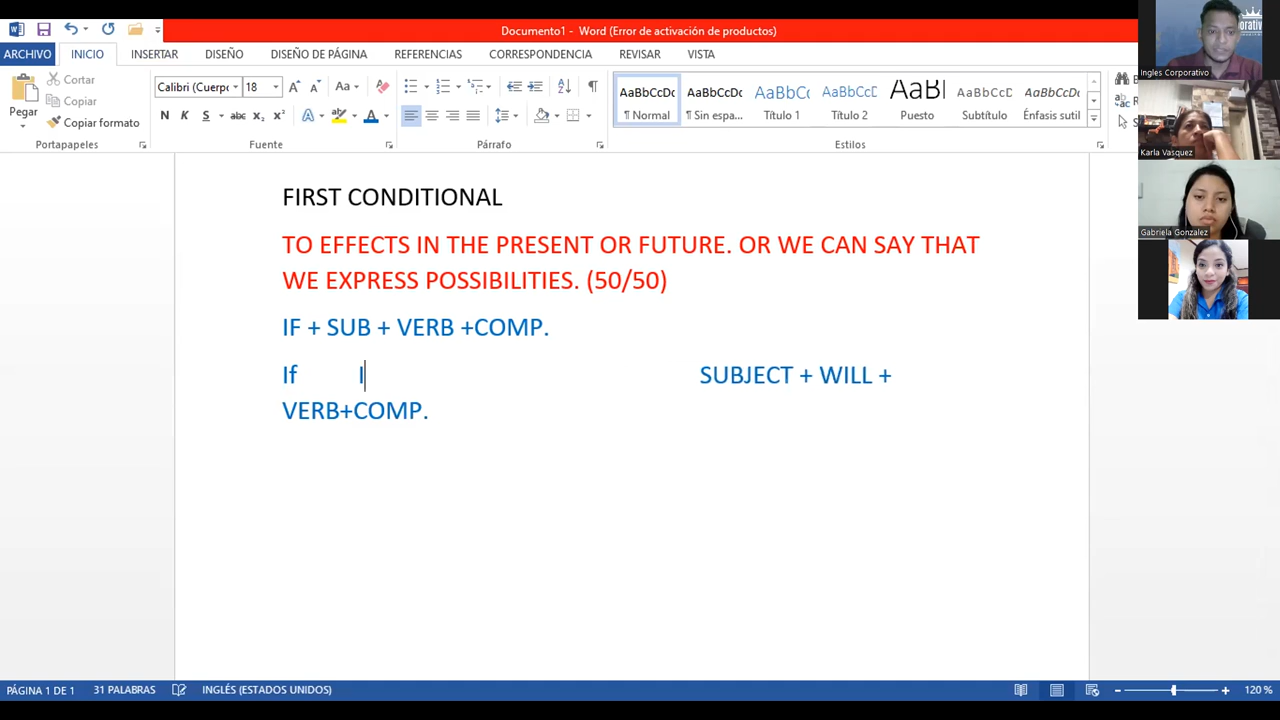 Documento1 - Word (Error de activación de productos)
ARCHIVO INICIO INSERTAR DISEÑO DISEÑO DE PÁGINA REFERENCIAS CORRESPONDENCIA REVISAR VISTA
Pegar
Cortar
Copiar
Copiar formato
Portapapeles
Calibri (Cuerpo 18
N K S abc x₂ x²
Fuente
Párrafo
AaBbCcDc AaBbCcDc AaBbCc AaBbCcD AaBl AaBbCcD AaBbCcDc
¶ Normal ¶ Sin espa... Título 1 Título 2 Puesto Subtítulo Énfasis sutil
Estilos
Ingles Corporativo
Karla Vasquez
Gabriela Gonzalez
FIRST CONDITIONAL
TO EFFECTS IN THE PRESENT OR FUTURE. OR WE CAN SAY THAT
WE EXPRESS POSSIBILITIES. (50/50)
IF + SUB + VERB +COMP.
If I SUBJECT + WILL +
VERB+COMP.
PÁGINA 1 DE 1 31 PALABRAS INGLÉS (ESTADOS UNIDOS) 120 %